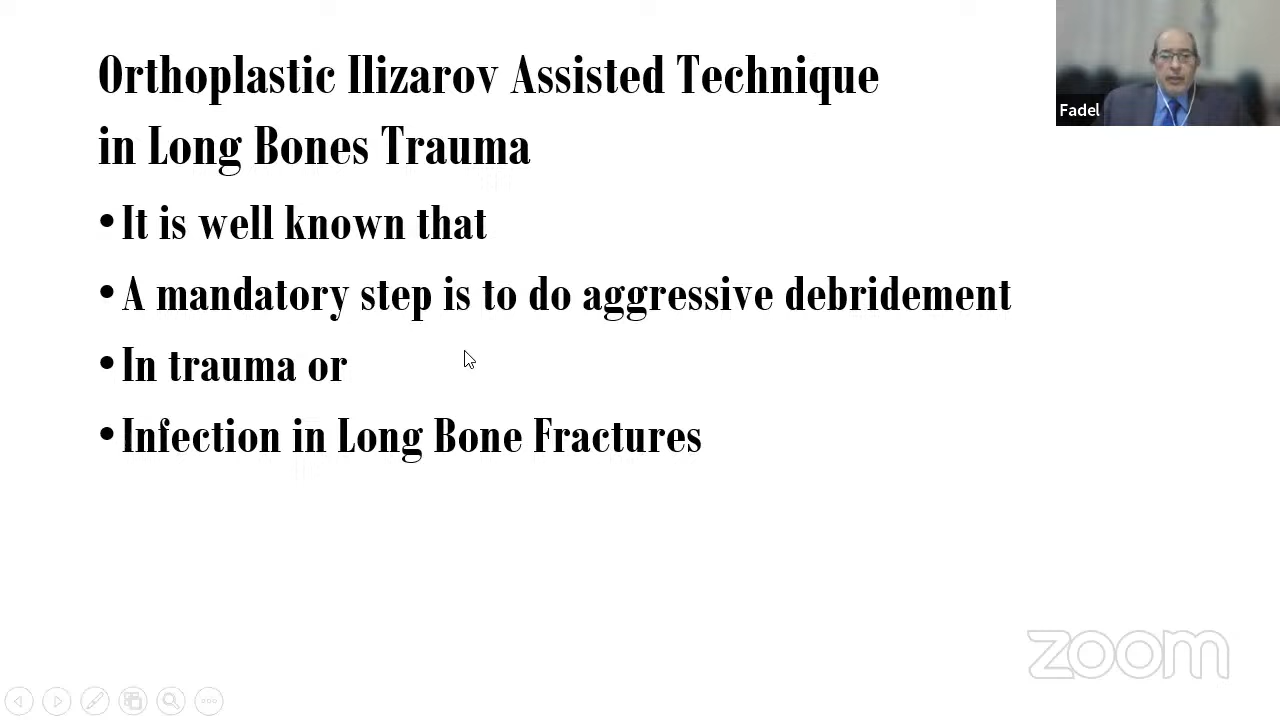 Orthoplastic Ilizarov Assisted Technique
in Long Bones Trauma
• It is well known that
• A mandatory step is to do aggressive debridement
• In trauma or
• Infection in Long Bone Fractures
Fadel
zoom